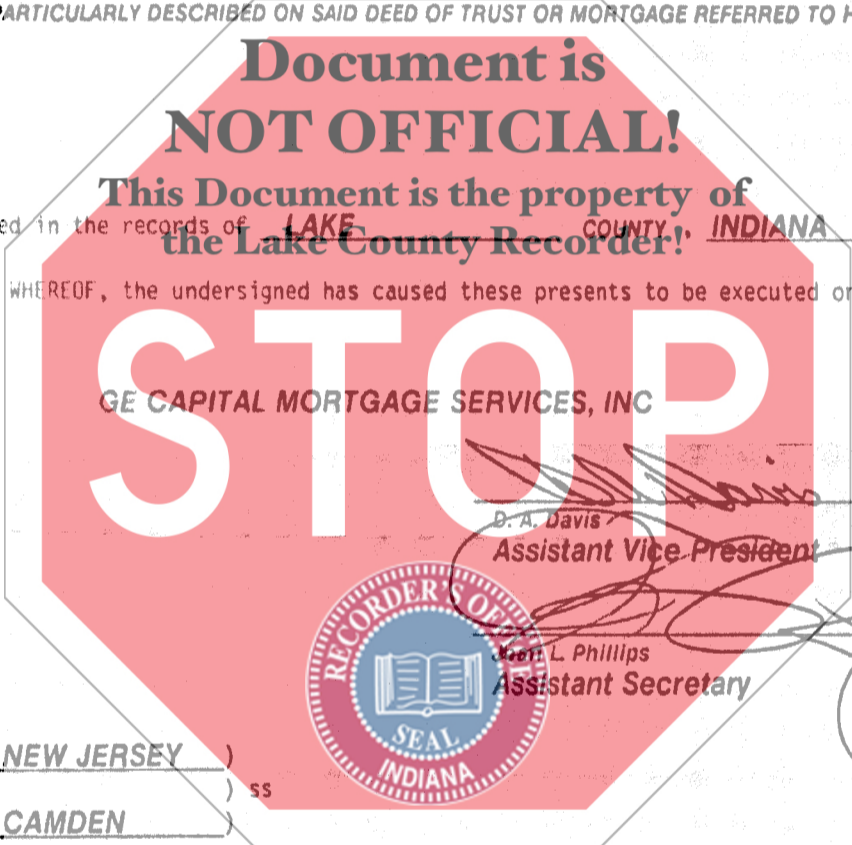 PARTICULARLY DESCRIBED ON SAID DEED OF TRUST OR MORTGAGE REFERRED TO H
Document is
NOT OFFICIAL!
This Document is the property of
the Lake County Recorder!
ed in the records of LAKE COUNTY, INDIANA
WHEREOF, the undersigned has caused these presents to be executed on
STOP
GE CAPITAL MORTGAGE SERVICES, INC
D. A. Davis
Assistant Vice President
L. Phillips
Assistant Secretary
RECORDER'S OFFICE
SEAL
INDIANA
NEW JERSEY )
) ss
CAMDEN )